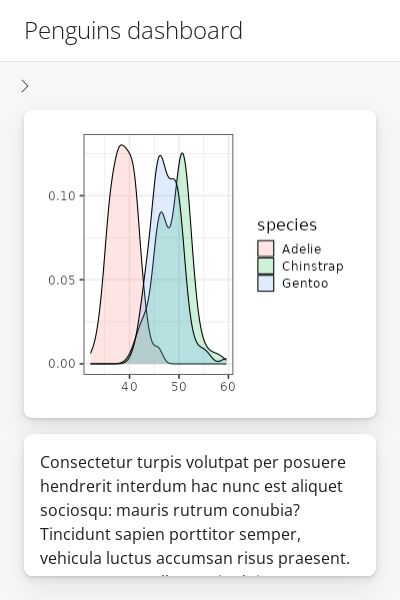 Penguins dashboard
0.10
0.05
0.00
40 50 60
species
Adelie
Chinstrap
Gentoo
Consectetur turpis volutpat per posuere
hendrerit interdum hac nunc est aliquet
sociosqu: mauris rutrum conubia?
Tincidunt sapien porttitor semper,
vehicula luctus accumsan risus praesent.